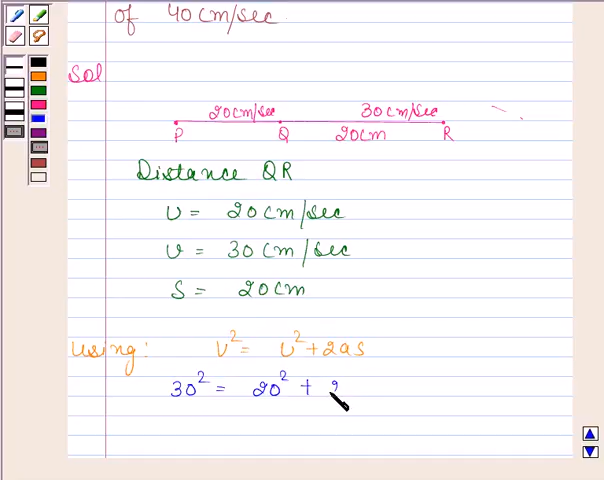 of 40 cm/sec
Sol
20 cm/sec 30 cm/sec
P Q 20 cm R
Distance QR
U = 20 cm/sec
v = 30 cm/sec
S = 20 cm
Using: v² = u² + 2as
30² = 20² + 2